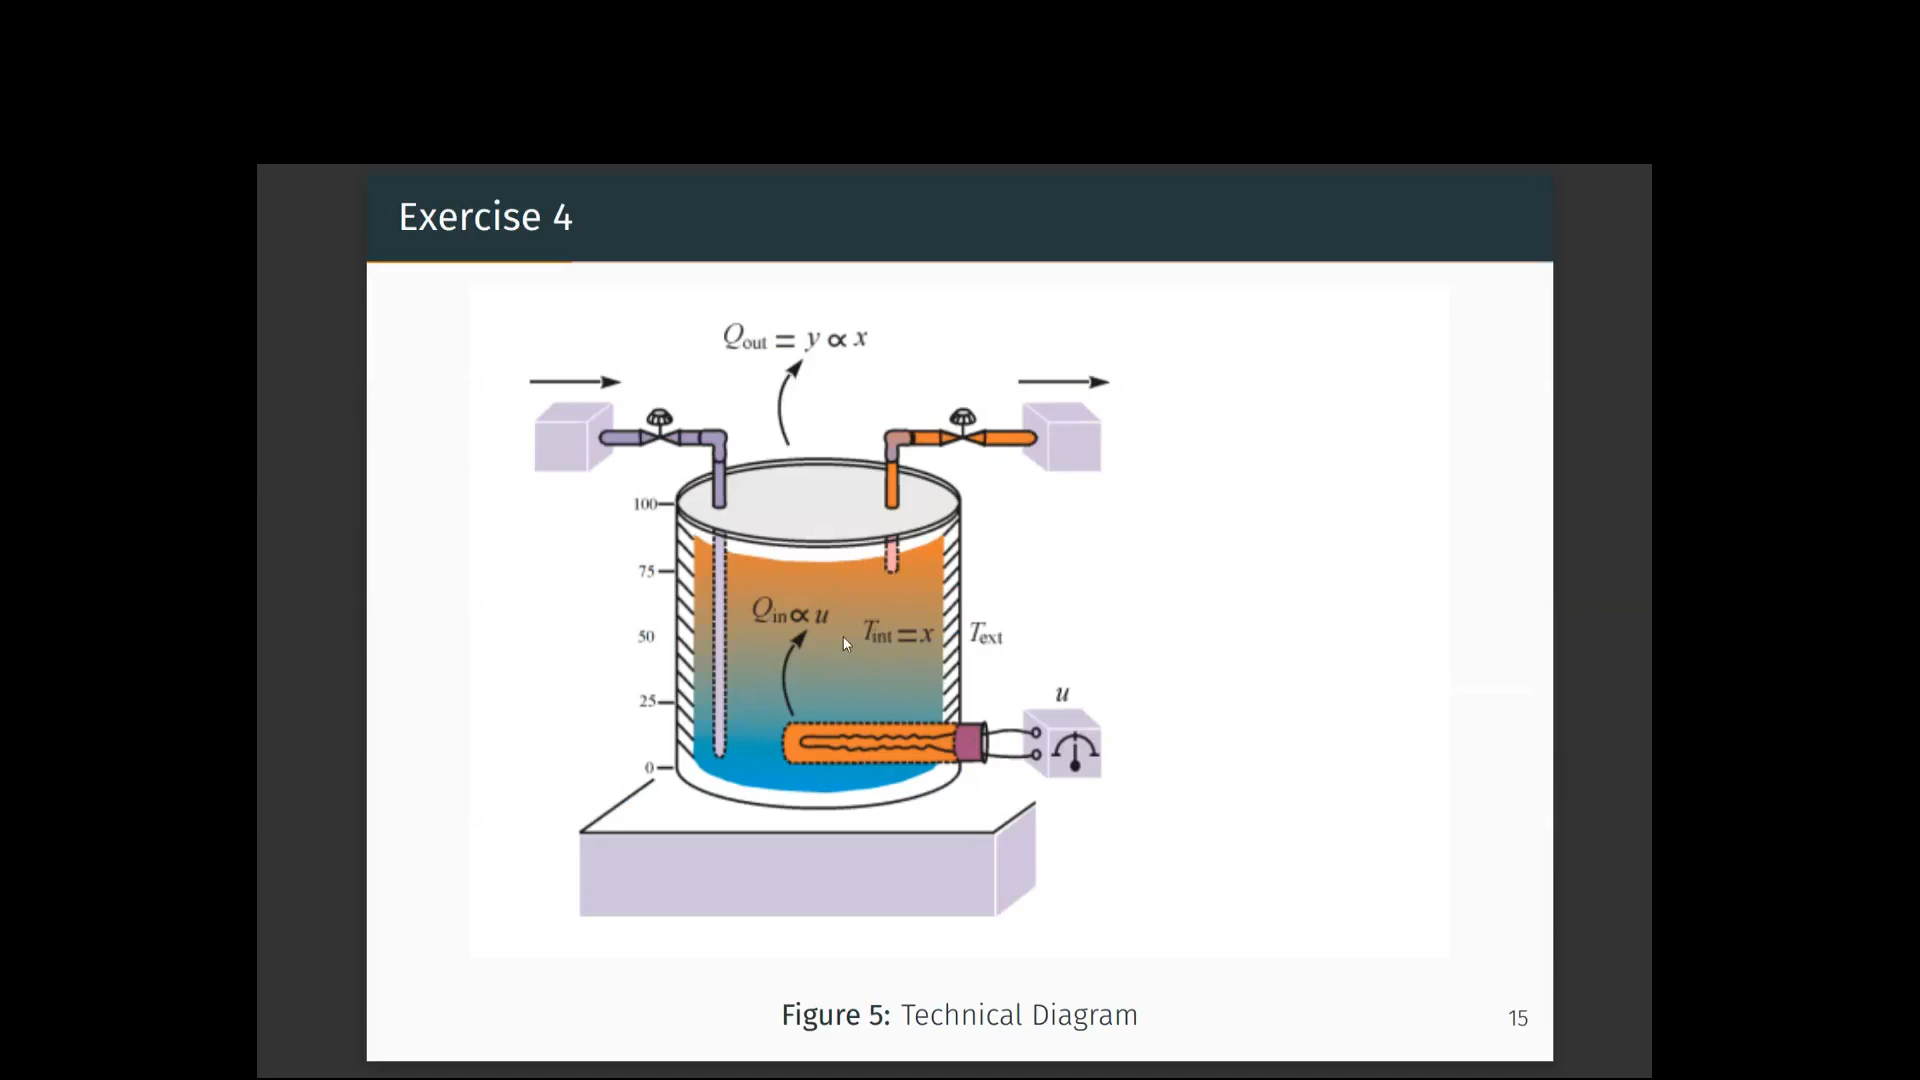 Exercise 4
Qout = y ∝ x
100
75
Qin ∝ u
50
Tint = x
Text
25
u
0
Figure 5: Technical Diagram
15